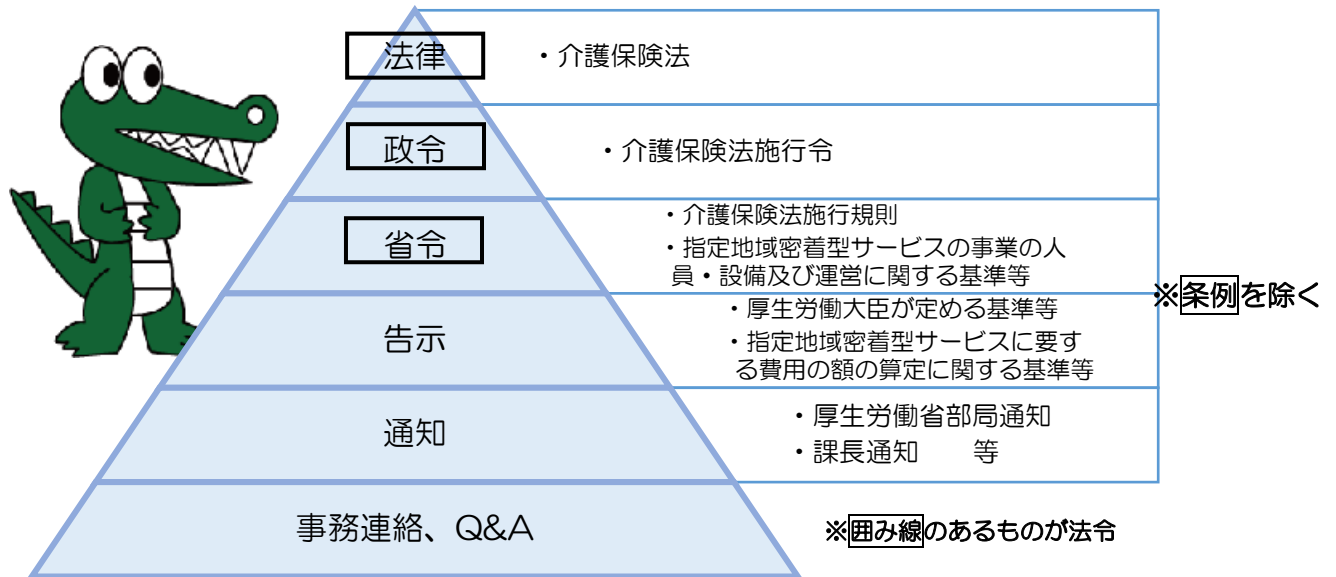 法律
・介護保険法
政令
・介護保険法施行令
省令
・介護保険法施行規則
・指定地域密着型サービスの事業の人
員・設備及び運営に関する基準等
※条例を除く
告示
・厚生労働大臣が定める基準等
・指定地域密着型サービスに要す
る費用の額の算定に関する基準等
通知
・厚生労働省部局通知
・課長通知　　等
事務連絡、Q&A
※囲み線のあるものが法令